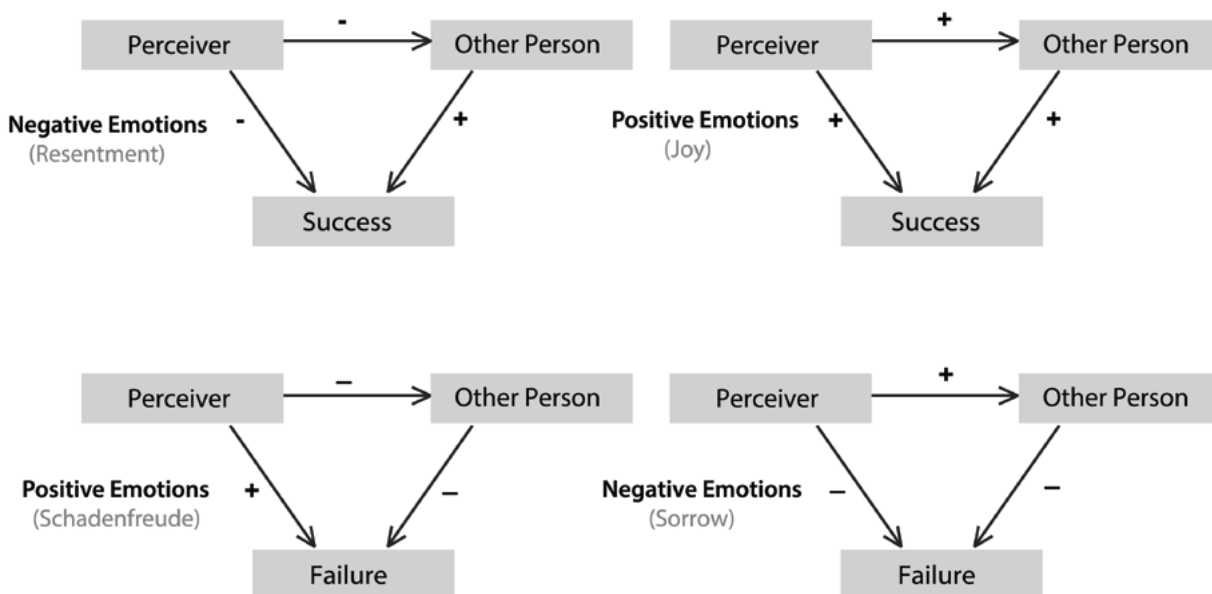 -
Perceiver
Other Person
Negative Emotions
(Resentment)
-
+
Success
+
Perceiver
Other Person
Positive Emotions
(Joy)
+
+
Success
–
Perceiver
Other Person
Positive Emotions
(Schadenfreude)
+
–
Failure
+
Perceiver
Other Person
Negative Emotions
(Sorrow)
–
–
Failure